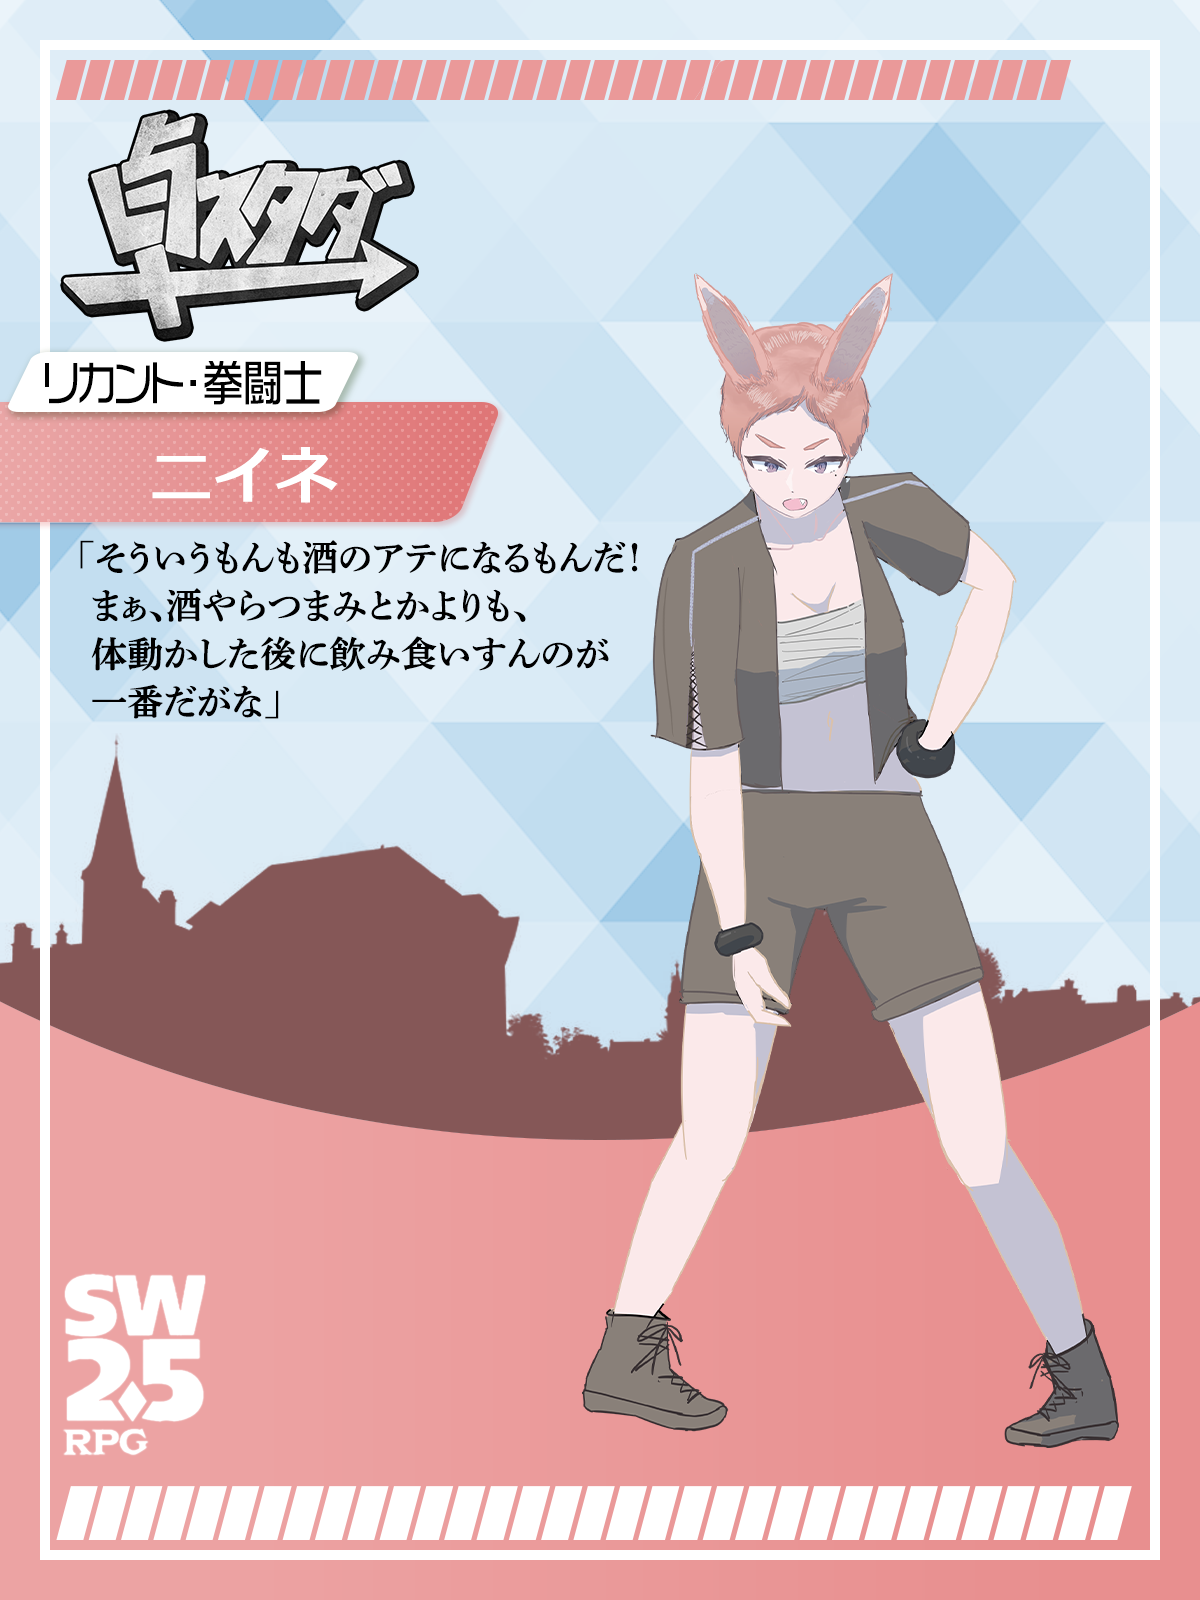 卓スタダ
リカント・拳闘士
ニイネ
「そういうもんも酒のアテになるもんだ！
まぁ、酒やらつまみとかよりも、
体動かした後に飲み食いすんのが
一番だがな」
SW
2.5
RPG